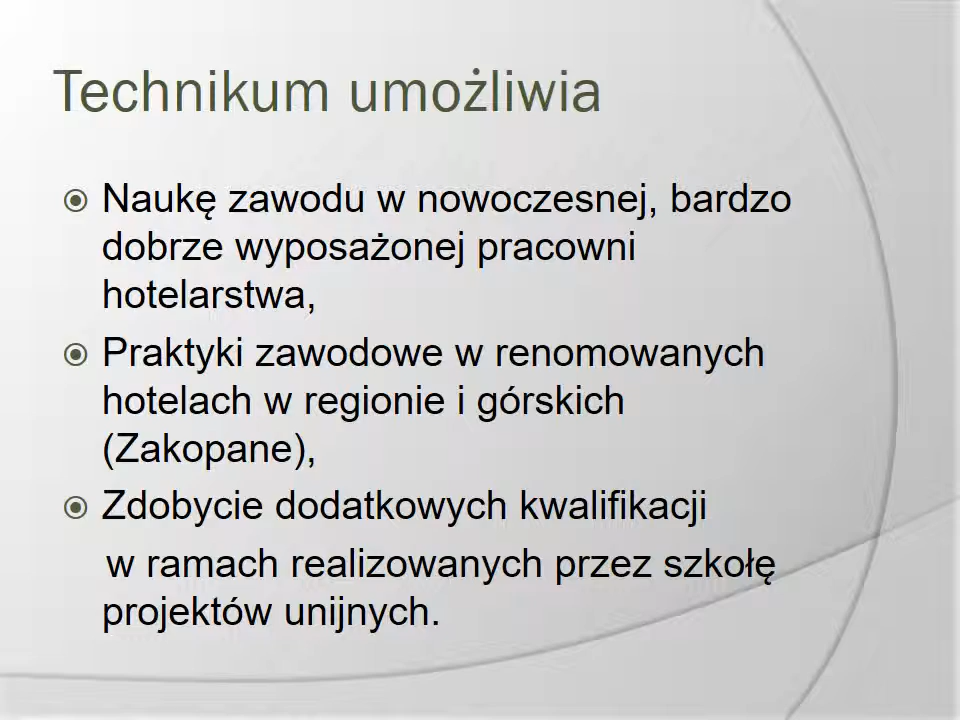 Technikum umożliwia
Naukę zawodu w nowoczesnej, bardzo
dobrze wyposażonej pracowni
hotelarstwa,
Praktyki zawodowe w renomowanych
hotelach w regionie i górskich
(Zakopane),
Zdobycie dodatkowych kwalifikacji
w ramach realizowanych przez szkołę
projektów unijnych.